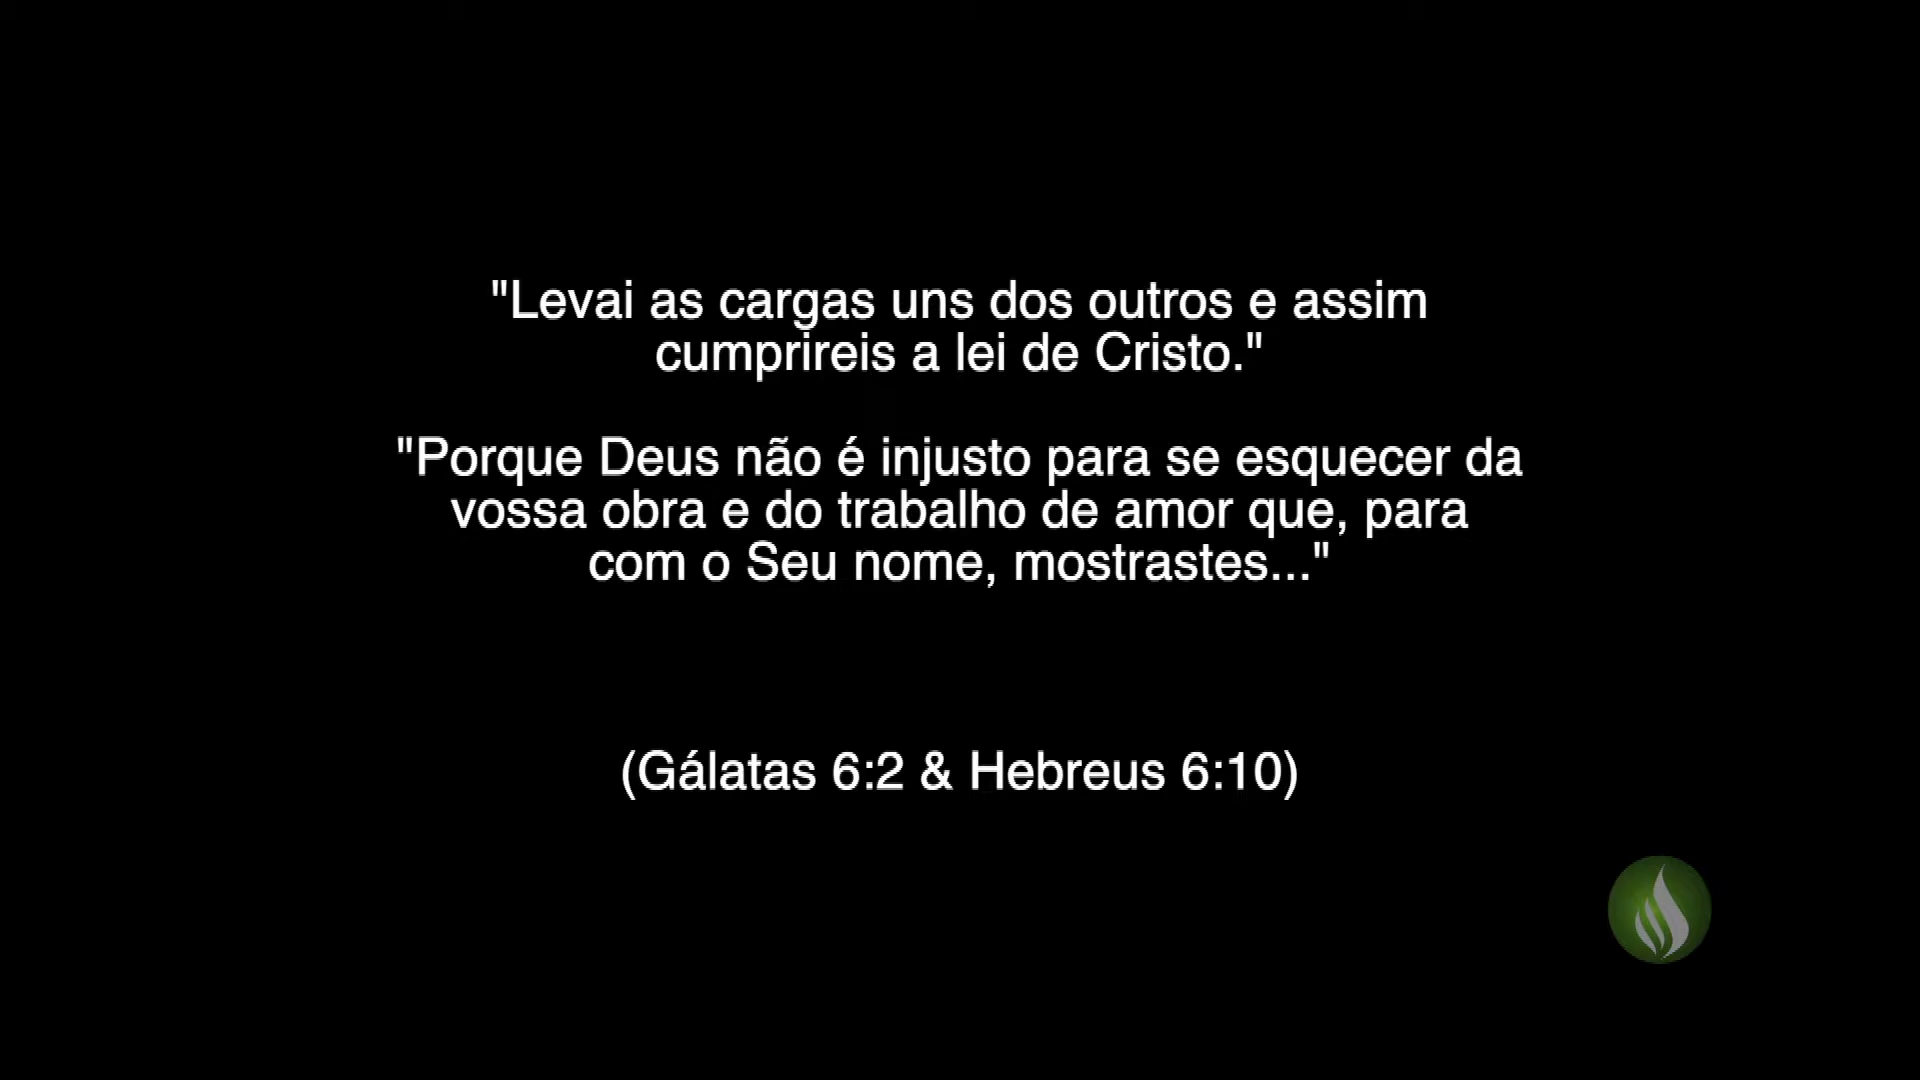 "Levai as cargas uns dos outros e assim
cumprireis a lei de Cristo."
"Porque Deus não é injusto para se esquecer da
vossa obra e do trabalho de amor que, para
com o Seu nome, mostrastes..."
(Gálatas 6:2 & Hebreus 6:10)